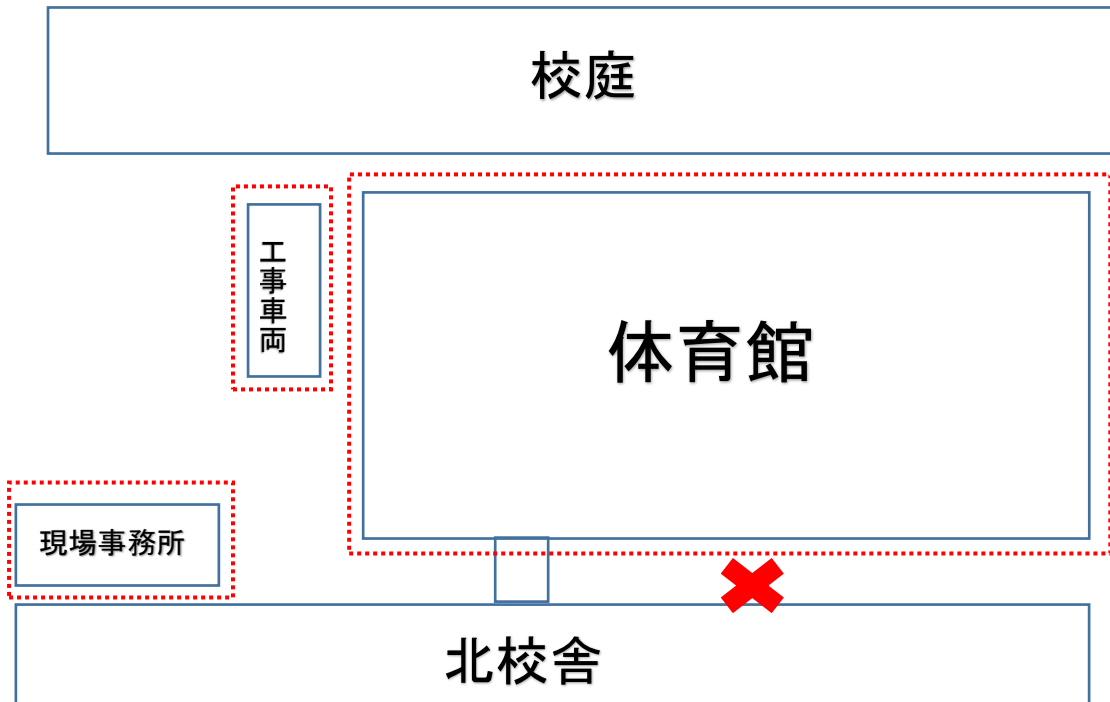 校庭
工事車両
体育館
現場事務所
北校舎